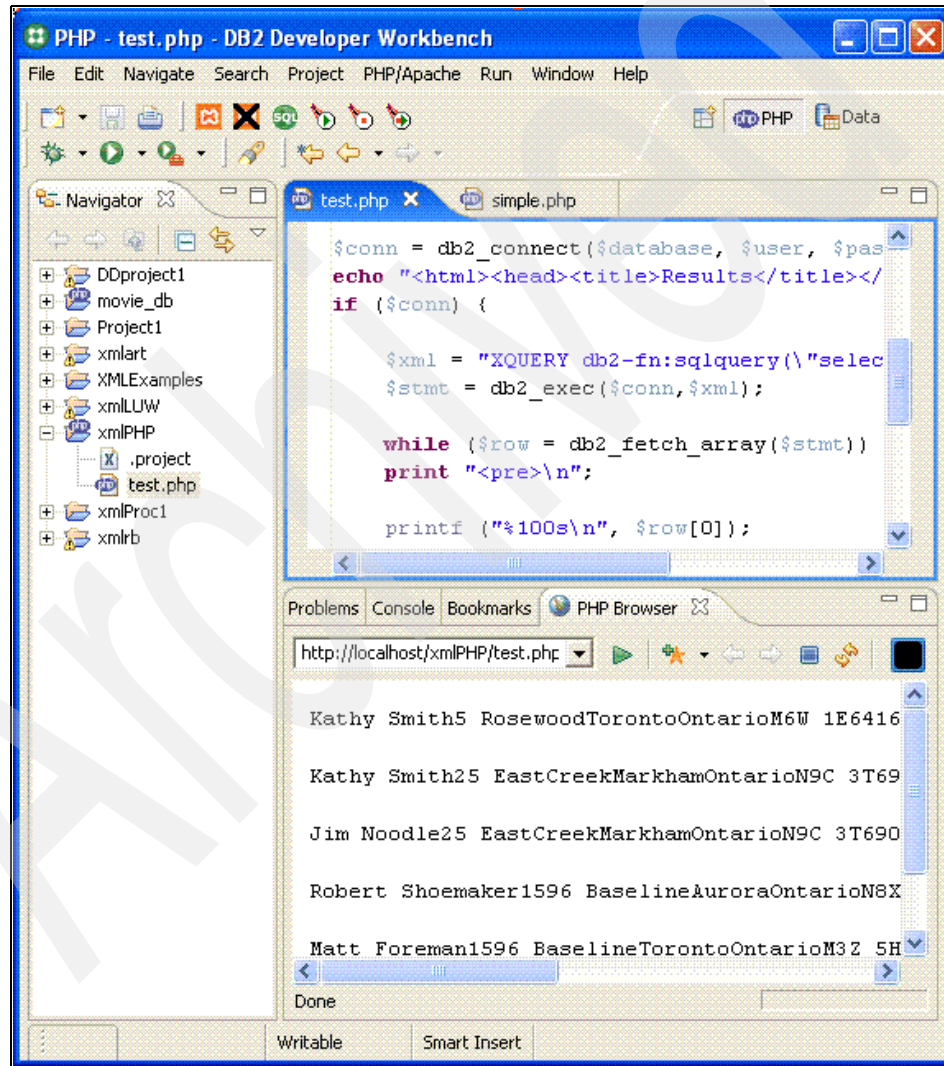 PHP - test.php - DB2 Developer Workbench
File Edit Navigate Search Project PHP/Apache Run Window Help
SQL
php PHP Data
Navigator
DDproject1
movie_db
Project1
xmlart
XMLExamples
xmlLUW
xmlPHP
.project
test.php
xmlProc1
xmlrb
test.php simple.php
$conn = db2_connect($database, $user, $pas
echo "<html><head><title>Results</title></
if ($conn) {
$xml = "XQUERY db2-fn:sqlquery(\"selec
$stmt = db2_exec($conn,$xml);
while ($row = db2_fetch_array($stmt))
print "<pre>\n";
printf ("%100s\n", $row[0]);
Problems Console Bookmarks PHP Browser
http://localhost/xmlPHP/test.php
Kathy Smith5 RosewoodTorontoOntarioM6W 1E6416
Kathy Smith25 EastCreekMarkhamOntarioN9C 3T69
Jim Noodle25 EastCreekMarkhamOntarioN9C 3T690
Robert Shoemaker1596 BaselineAuroraOntarioN8X
Matt Foreman1596 BaselineTorontoOntarioM3Z 5H
Done
Writable Smart Insert
Archived